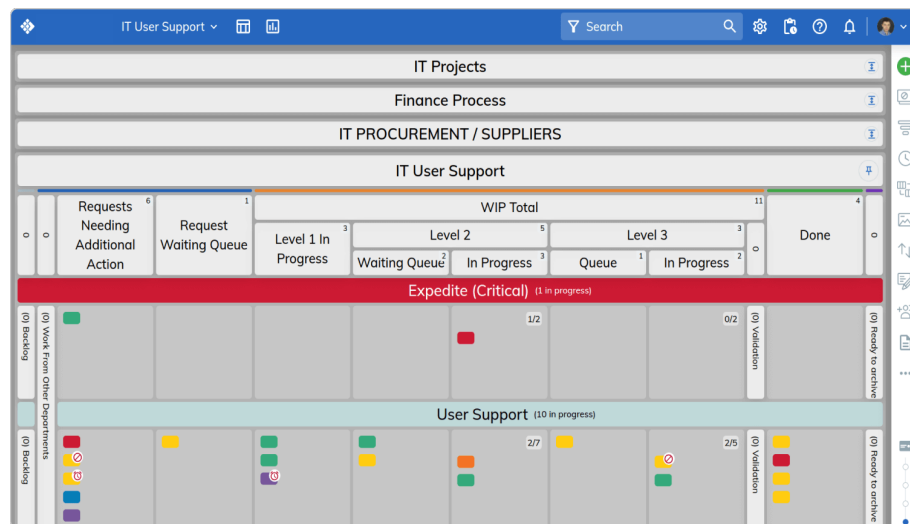 IT User Support
Search
IT Projects
Finance Process
IT PROCUREMENT / SUPPLIERS
IT User Support
0
0
Requests Needing Additional Action
6
Request Waiting Queue
1
WIP Total
11
Level 1 In Progress
3
Level 2
5
Waiting Queue
2
In Progress
3
Level 3
3
Queue
1
In Progress
2
0
Done
4
0
Expedite (Critical) (1 in progress)
(0) Backlog
(0) Work From Other Departments
1/2
0/2
(0) Validation
(0) Ready to archive
User Support (10 in progress)
(0) Backlog
2/7
2/5
(0) Validation
(0) Ready to archive